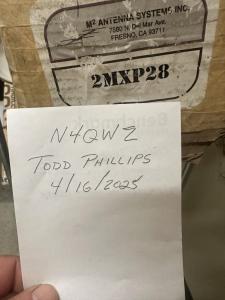 M² ANTENNA SYSTEMS INC.
7560 N. Del Mar Ave.
FRESNO, CA 93711
2MXP28
N4QWZ
TODD PHILLIPS
4/16/2025